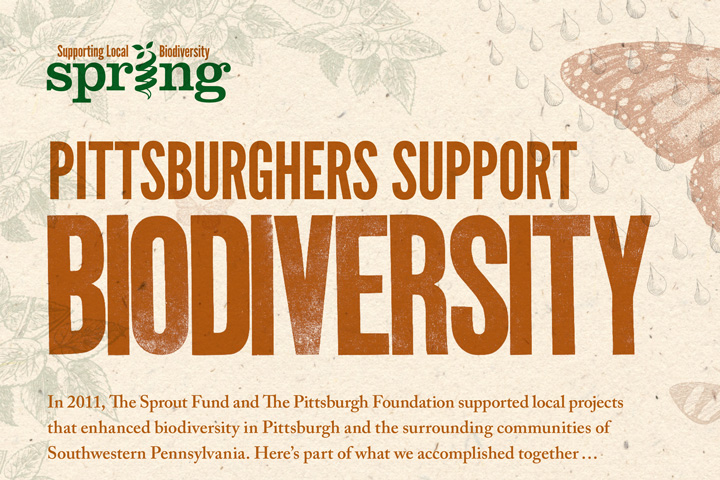 Supporting Local Biodiversity
spring
PITTSBURGHERS SUPPORT
BIODIVERSITY
In 2011, The Sprout Fund and The Pittsburgh Foundation supported local projects
that enhanced biodiversity in Pittsburgh and the surrounding communities of
Southwestern Pennsylvania. Here’s part of what we accomplished together…